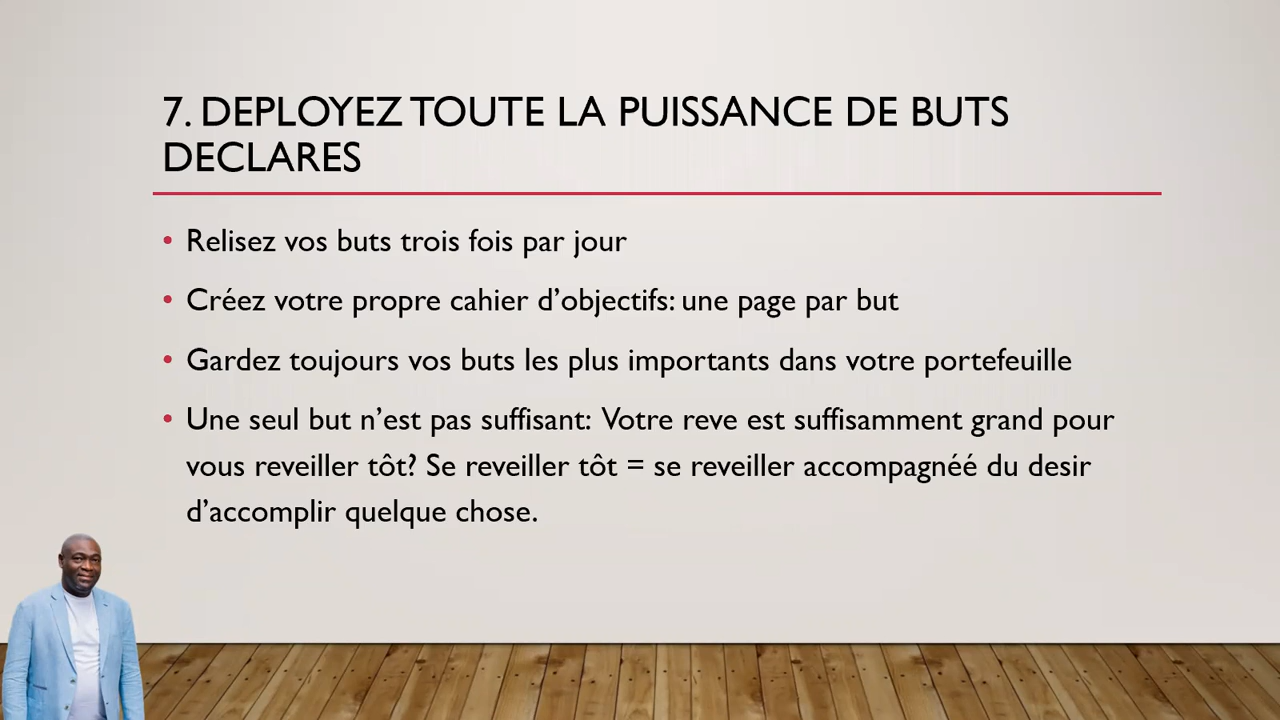 7. DEPLOYEZ TOUTE LA PUISSANCE DE BUTS
DECLARES
• Relisez vos buts trois fois par jour
• Créez votre propre cahier d’objectifs: une page par but
• Gardez toujours vos buts les plus importants dans votre portefeuille
• Une seul but n’est pas suffisant: Votre reve est suffisamment grand pour
vous reveiller tôt? Se reveiller tôt = se reveiller accompagnéé du desir
d’accomplir quelque chose.